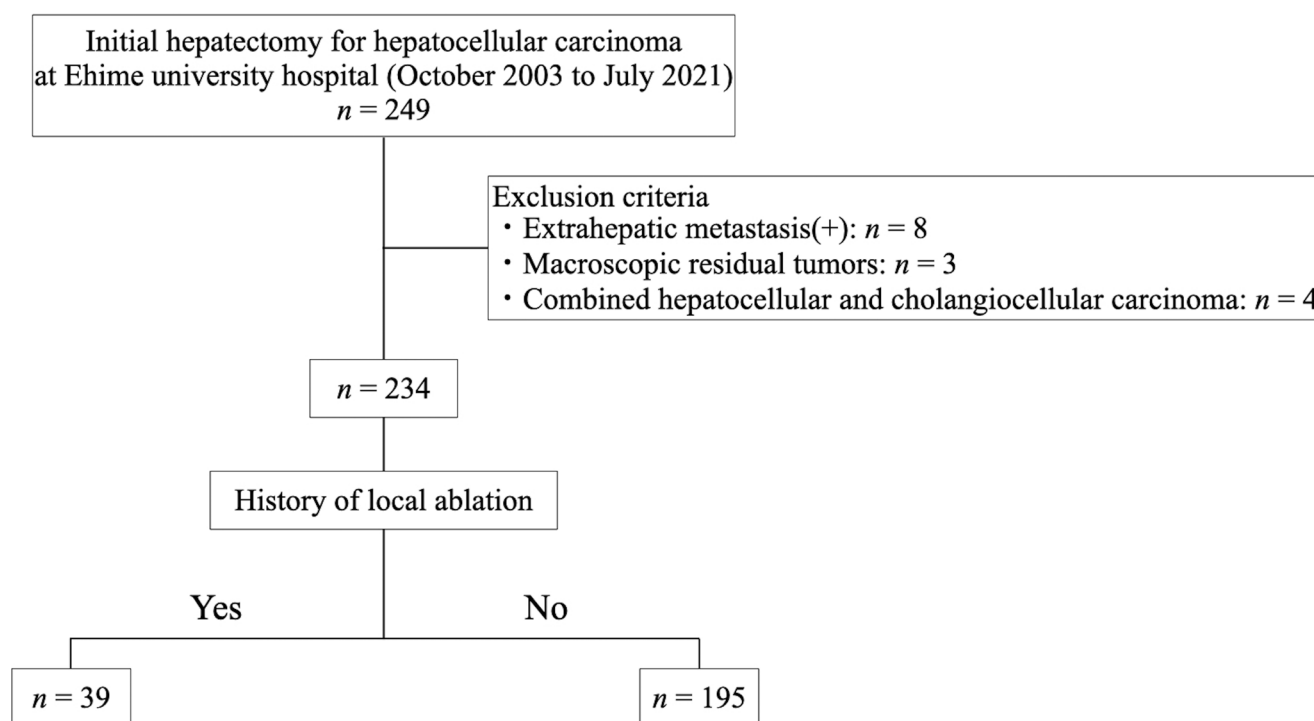 Initial hepatectomy for hepatocellular carcinoma
at Ehime university hospital (October 2003 to July 2021)
n = 249
Exclusion criteria
・Extrahepatic metastasis(+): n = 8
・Macroscopic residual tumors: n = 3
・Combined hepatocellular and cholangiocellular carcinoma: n = 4
n = 234
History of local ablation
Yes
No
n = 39
n = 195